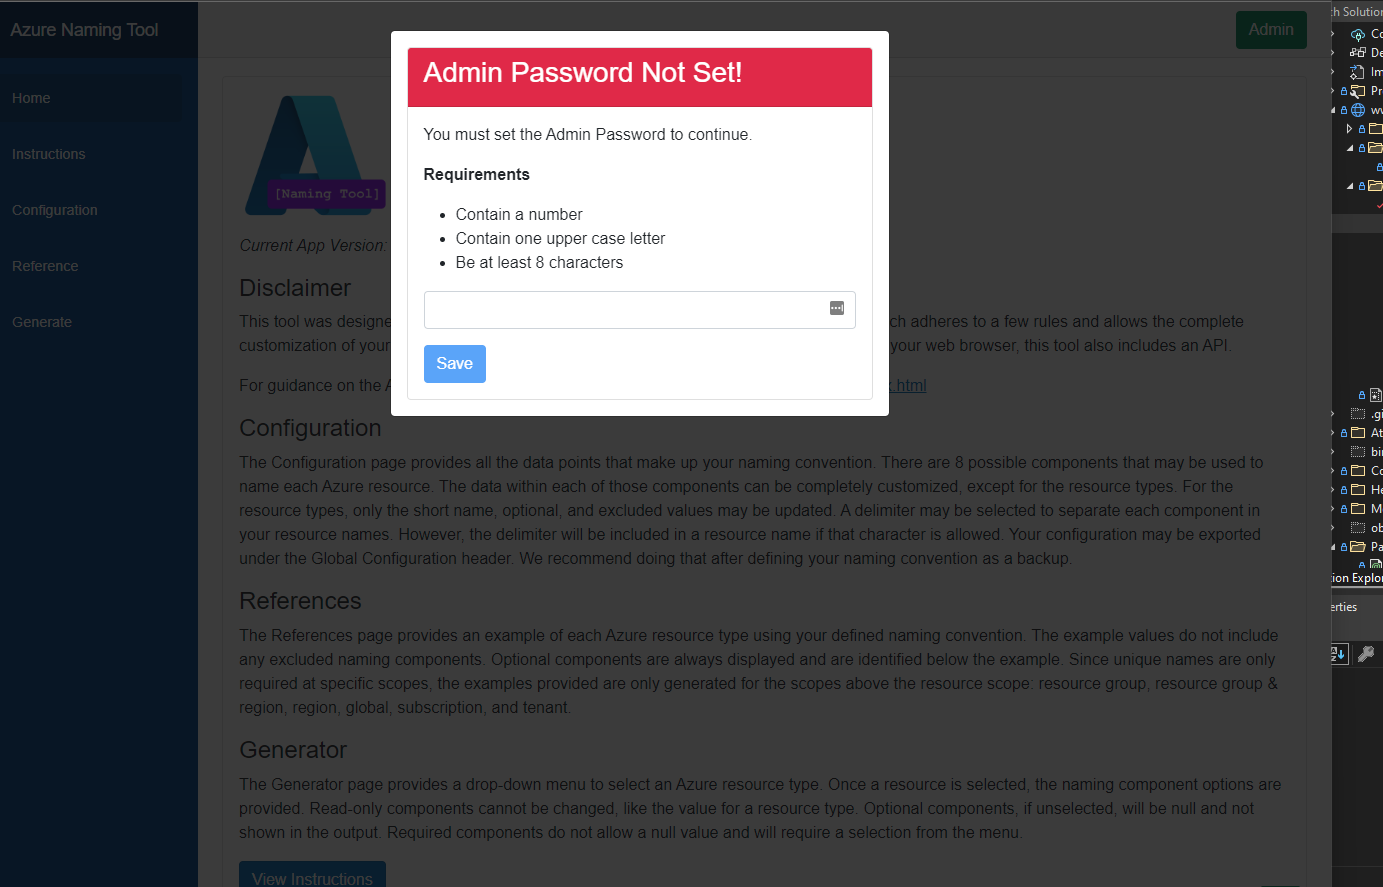 Azure Naming Tool
Admin
Home
Instructions
Configuration
Reference
Generate
Admin Password Not Set!
You must set the Admin Password to continue.
Requirements
Contain a number
Contain one upper case letter
Be at least 8 characters
Save
[Naming Tool]
Current App Version:
Disclaimer
This tool was designe
ch adheres to a few rules and allows the complete
customization of your
your web browser, this tool also includes an API.
For guidance on the A
.html
Configuration
The Configuration page provides all the data points that make up your naming convention. There are 8 possible components that may be used to
name each Azure resource. The data within each of those components can be completely customized, except for the resource types. For the
resource types, only the short name, optional, and excluded values may be updated. A delimiter may be selected to separate each component in
your resource names. However, the delimiter will be included in a resource name if that character is allowed. Your configuration may be exported
under the Global Configuration header. We recommend doing that after defining your naming convention as a backup.
References
The References page provides an example of each Azure resource type using your defined naming convention. The example values do not include
any excluded naming components. Optional components are always displayed and are identified below the example. Since unique names are only
required at specific scopes, the examples provided are only generated for the scopes above the resource scope: resource group, resource group &
region, region, global, subscription, and tenant.
Generator
The Generator page provides a drop-down menu to select an Azure resource type. Once a resource is selected, the naming component options are
provided. Read-only components cannot be changed, like the value for a resource type. Optional components, if unselected, will be null and not
shown in the output. Required components do not allow a null value and will require a selection from the menu.
View Instructions
ch Solution
Co
De
Im
Pr
ww
.gi
At
bin
Co
He
Mo
ob
Pa
tion Explor
erties